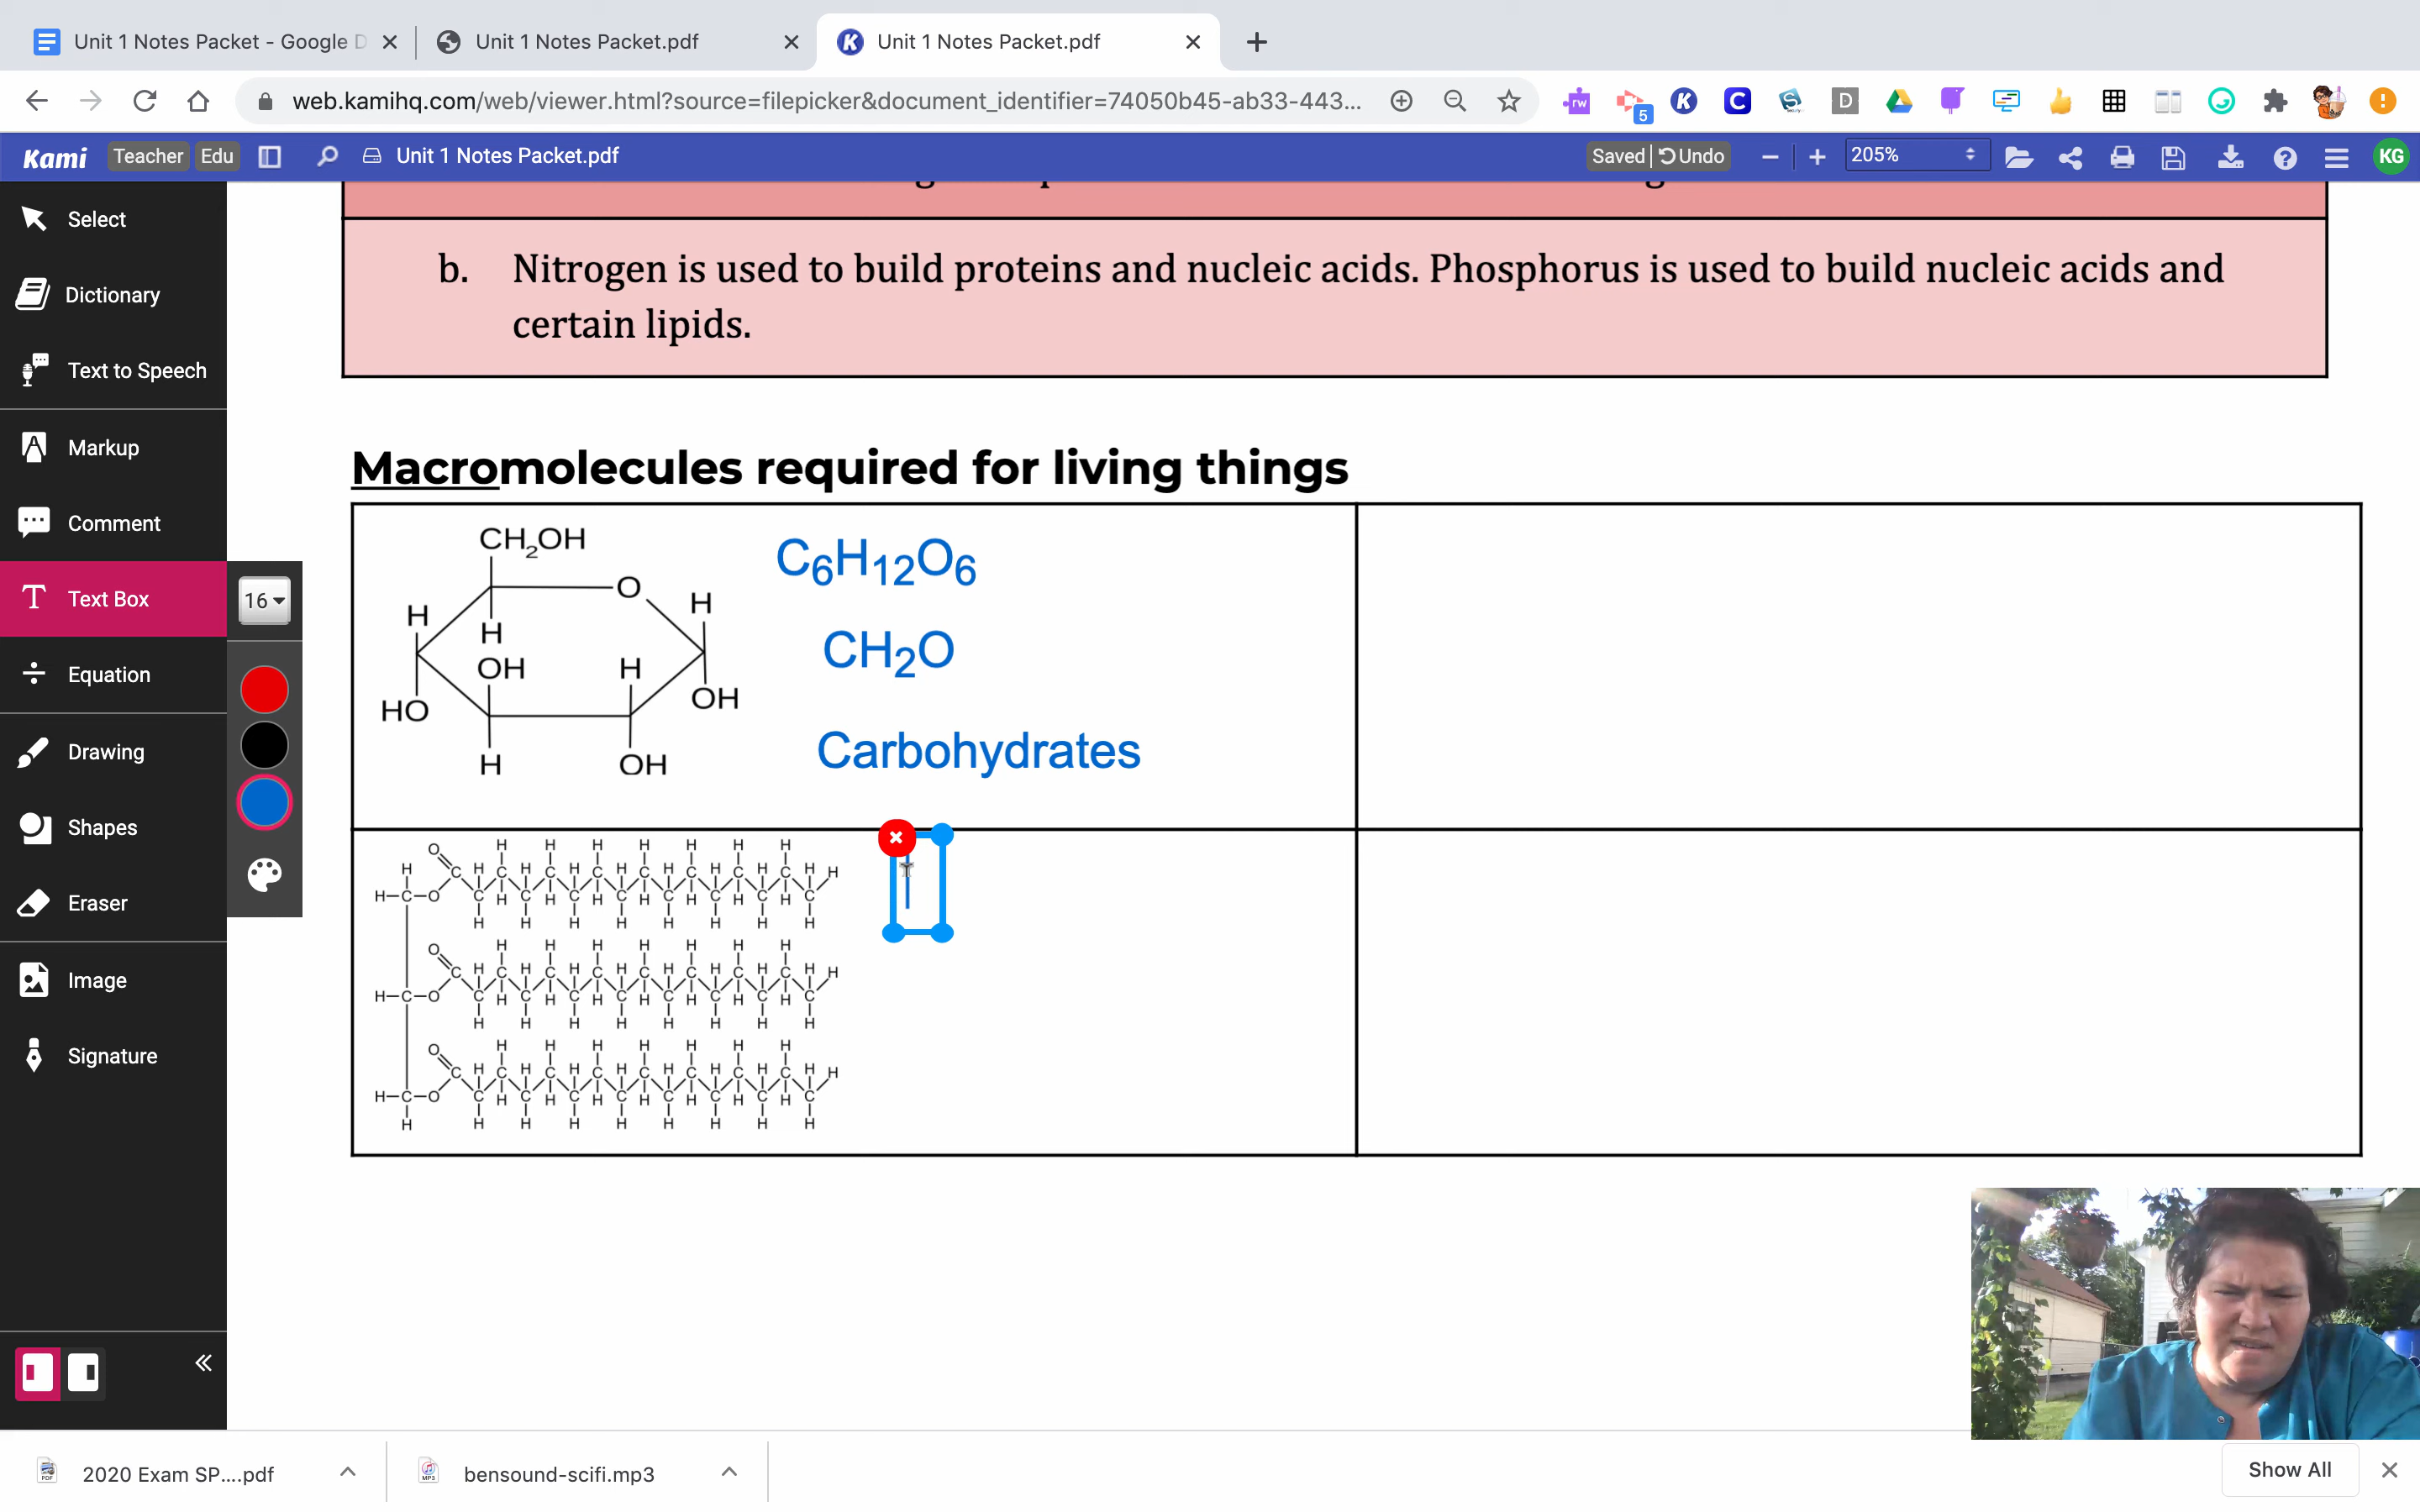 Unit 1 Notes Packet - Google D
Unit 1 Notes Packet.pdf
Unit 1 Notes Packet.pdf
web.kamihq.com/web/viewer.html?source=filepicker&document_identifier=74050b45-ab33-443...
5
Kami Teacher Edu Unit 1 Notes Packet.pdf Saved Undo 205% KG
Select
Dictionary
Text to Speech
Markup
Comment
Text Box
16
Equation
Drawing
Shapes
Eraser
Image
Signature
b. Nitrogen is used to build proteins and nucleic acids. Phosphorus is used to build nucleic acids and
certain lipids.
Macromolecules required for living things
CH₂OH
O
H H
H
OH H
HO OH
H OH
C₆H₁₂O₆
CH₂O
Carbohydrates
2020 Exam SP....pdf
bensound-scifi.mp3
Show All